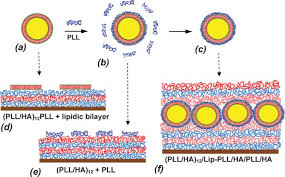 PLL
(a)
(b)
(c)
(PLL/HA)12PLL + lipidic bilayer
(d)
(PLL/HA)12 + PLL
(e)
(PLL/HA)12/Lip-PLL/HA/PLL/HA
(f)